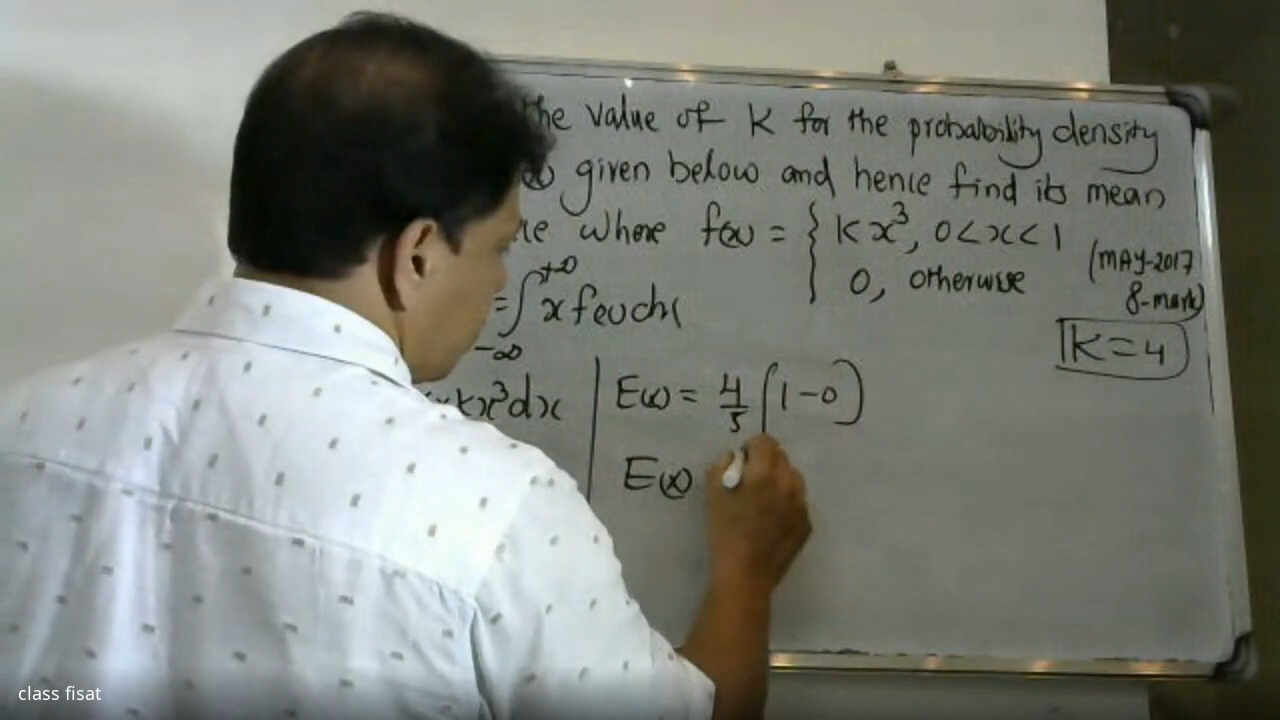 the value of K for the probability density
given below and hence find its mean
where f(x) = { Kx³, 0<x<1
0, otherwise
(MAY-2017
8-mark)
= ∫ x f(x) dx
+∞
-∞
K=4
x kx³ dx
E(x) = 4/5 (1-0)
E(x)
class fisat